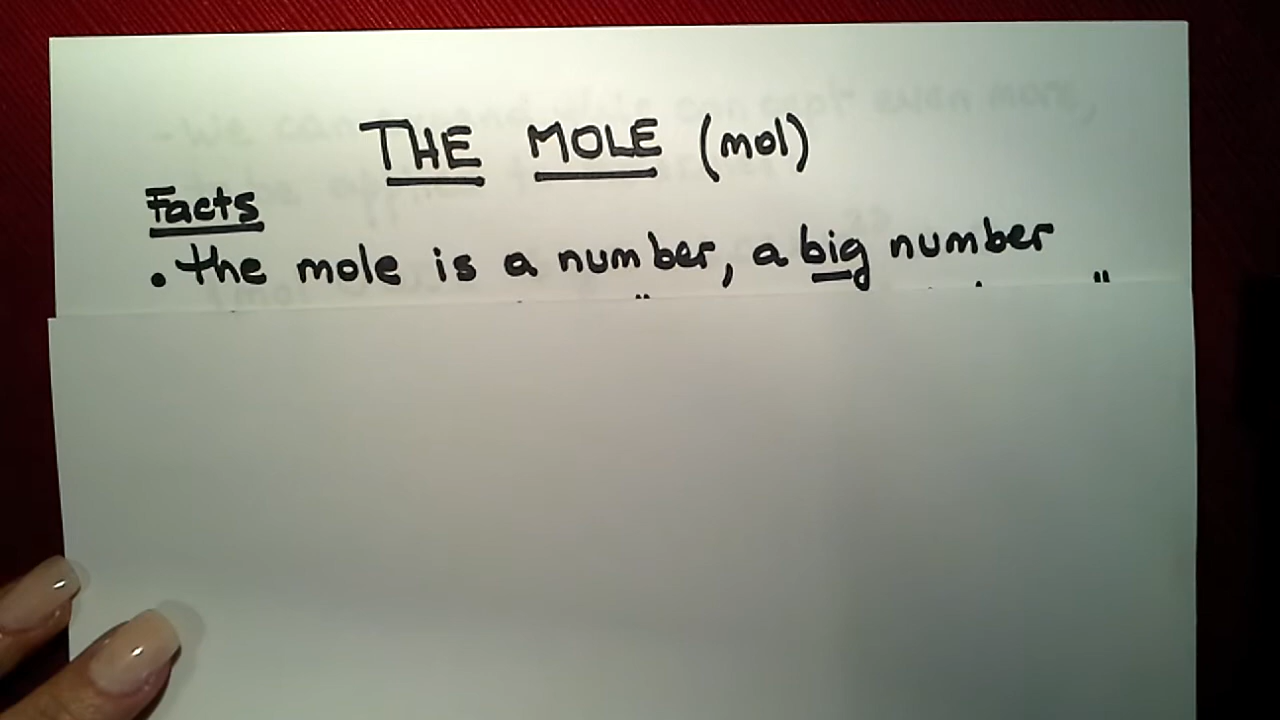 THE MOLE (mol)
Facts
• the mole is a number, a big number